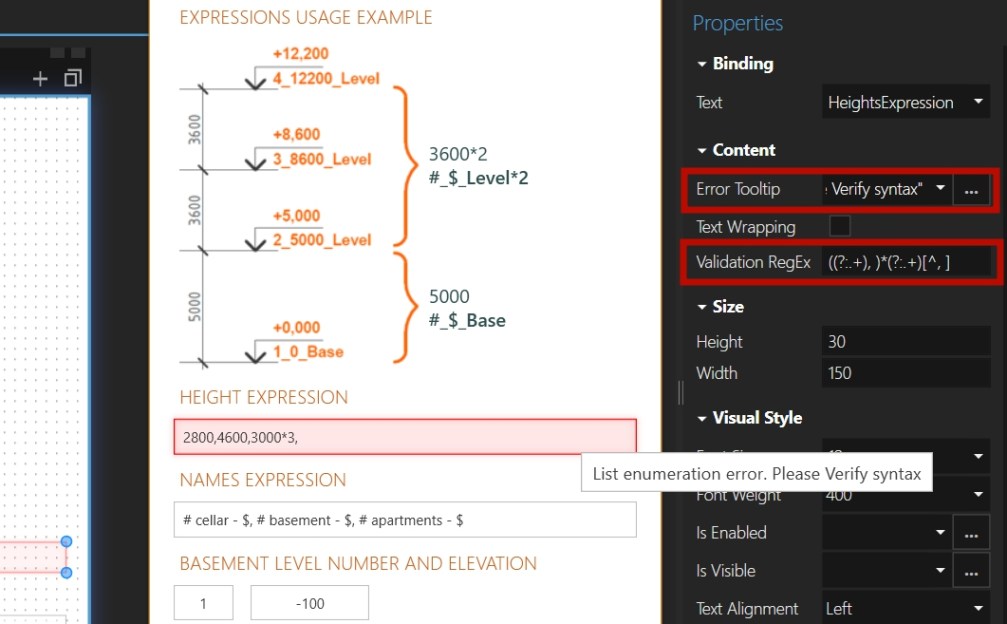 EXPRESSIONS USAGE EXAMPLE
+12,200
4_12200_Level
3600
+8,600
3_8600_Level
3600*2
#_$_Level*2
3600
+5,000
2_5000_Level
5000
5000
#_$_Base
+0,000
1_0_Base
HEIGHT EXPRESSION
2800,4600,3000*3,
List enumeration error. Please Verify syntax
NAMES EXPRESSION
# cellar - $, # basement - $, # apartments - $
BASEMENT LEVEL NUMBER AND ELEVATION
1
-100
Properties
Binding
Text
HeightsExpression
Content
Error Tooltip
Verify syntax"
...
Text Wrapping
Validation RegEx
((?:.+), )*(?:.+)[^, ]
Size
Height
30
Width
150
Visual Style
Font Weight
400
Is Enabled
...
Is Visible
...
Text Alignment
Left